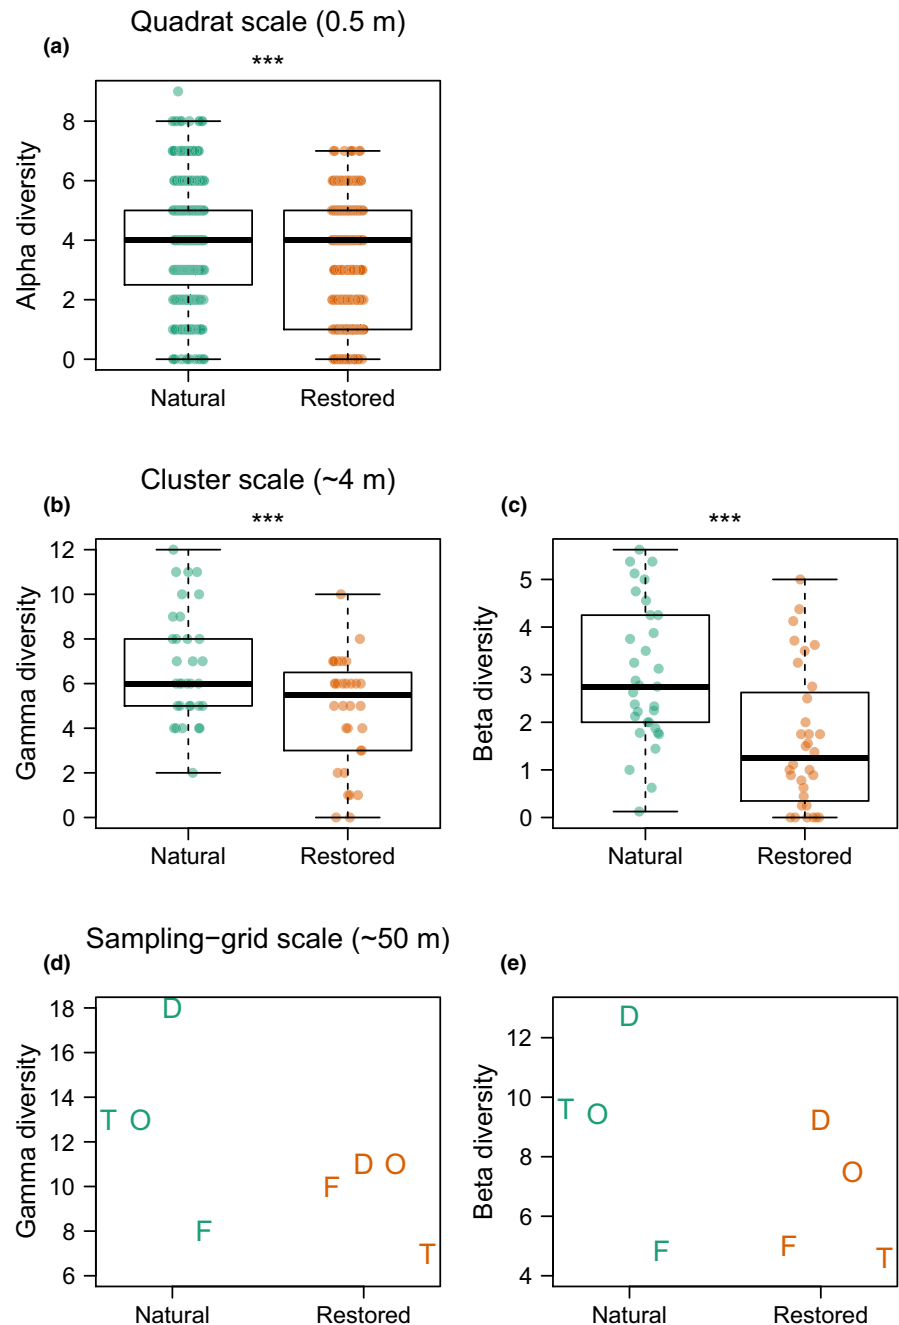 Quadrat scale (0.5 m)
(a)
***
Alpha diversity
8
6
4
2
0
Natural Restored
Cluster scale (~4 m)
(b)
***
Gamma diversity
12
10
8
6
4
2
0
Natural Restored
(c)
***
Beta diversity
5
4
3
2
1
0
Natural Restored
Sampling−grid scale (~50 m)
(d)
Gamma diversity
18
16
14
12
10
8
6
D
T O
D O
F
F
T
Natural Restored
(e)
Beta diversity
12
10
8
6
4
D
T O
D
O
F
F
T
Natural Restored